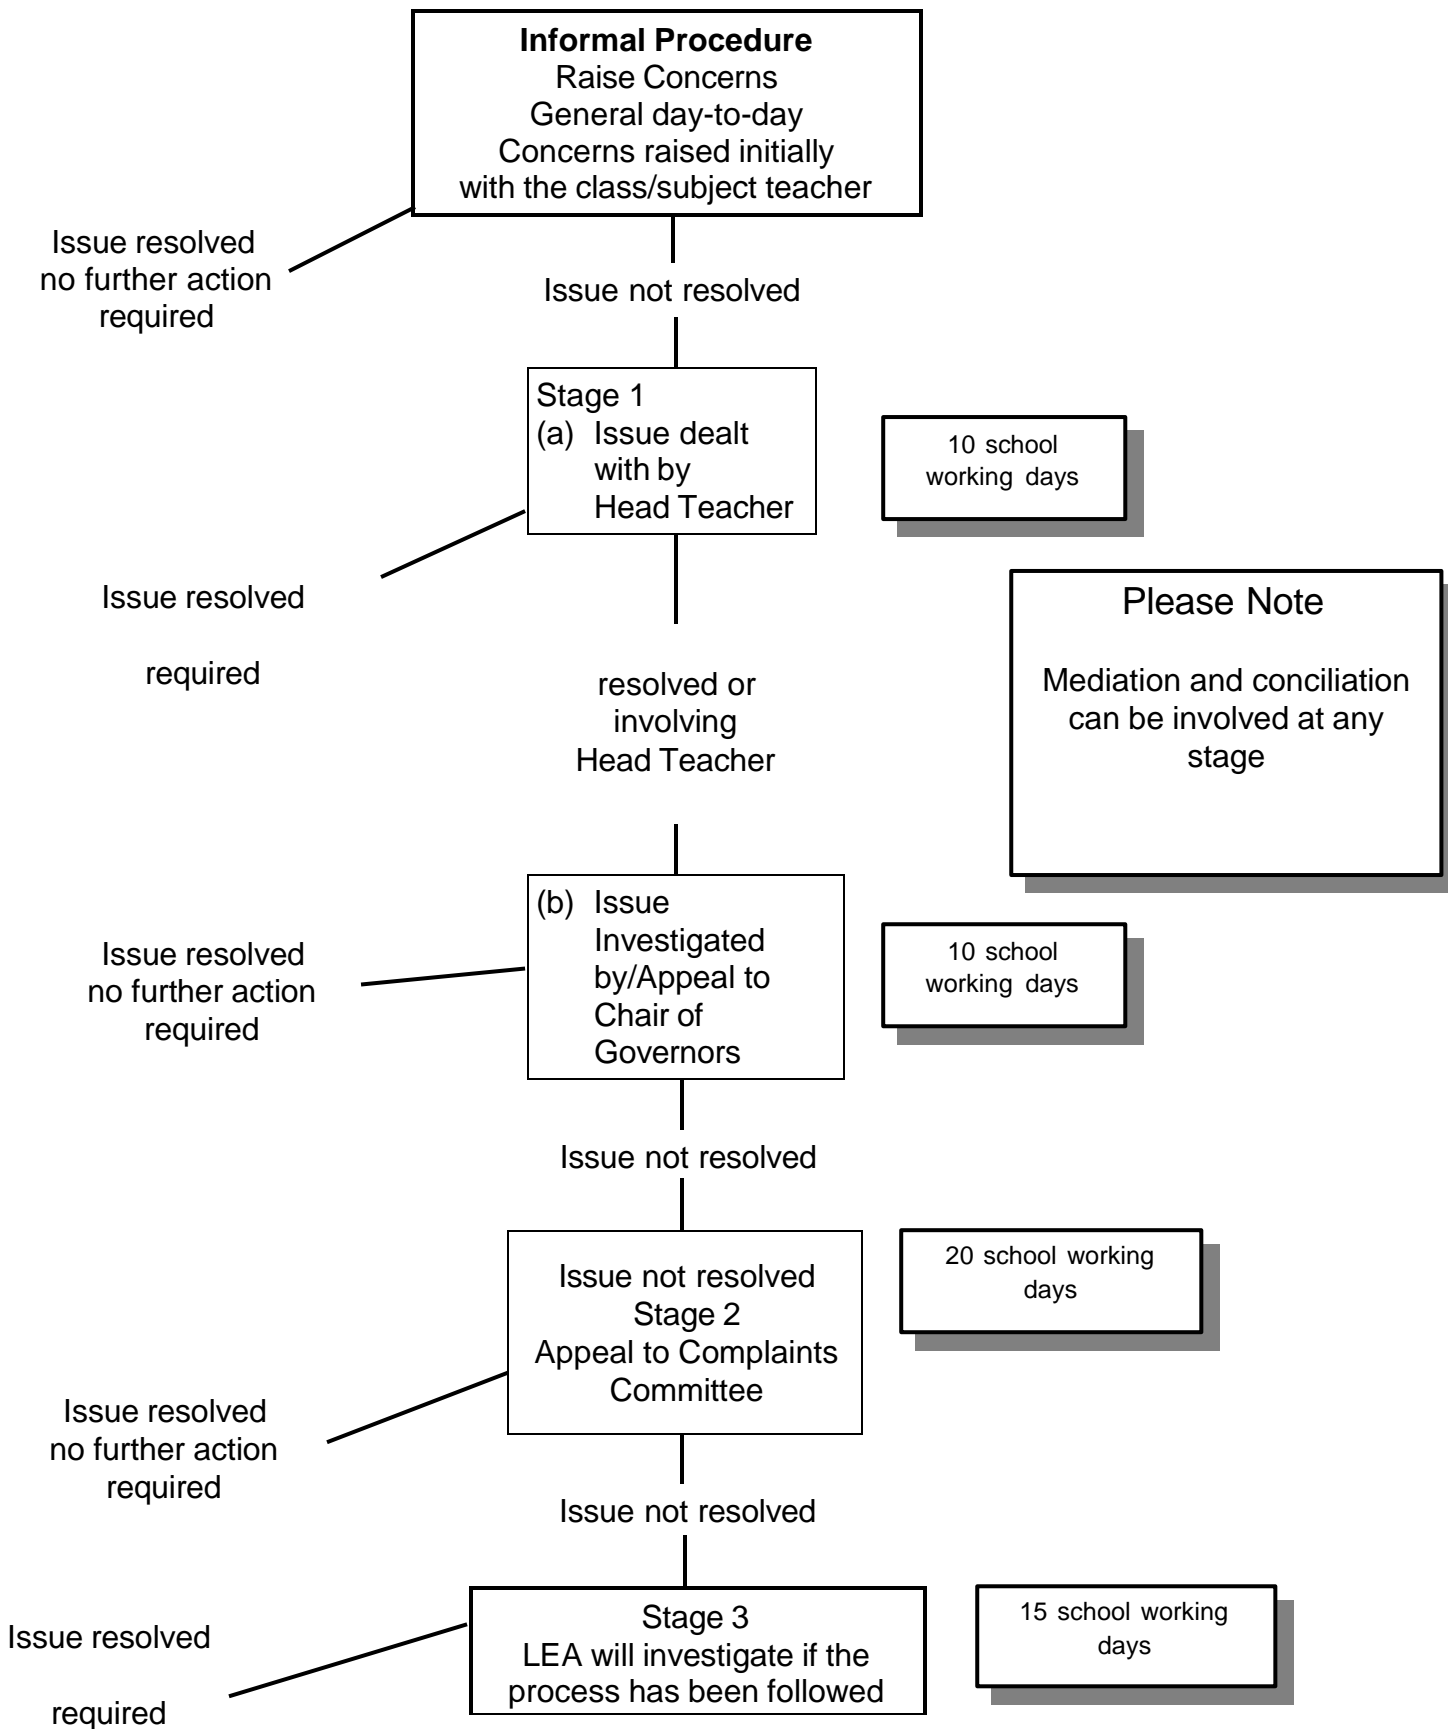 Informal Procedure
Raise Concerns
General day-to-day
Concerns raised initially
with the class/subject teacher
Issue resolved
no further action
required
Issue not resolved
Stage 1
(a) Issue dealt
with by
Head Teacher
10 school
working days
Issue resolved
required
resolved or
involving
Head Teacher
Please Note
Mediation and conciliation
can be involved at any
stage
(b) Issue
Investigated
by/Appeal to
Chair of
Governors
Issue resolved
no further action
required
10 school
working days
Issue not resolved
Issue not resolved
Stage 2
Appeal to Complaints
Committee
20 school working
days
Issue resolved
no further action
required
Issue not resolved
Stage 3
LEA will investigate if the
process has been followed
15 school working
days
Issue resolved
required